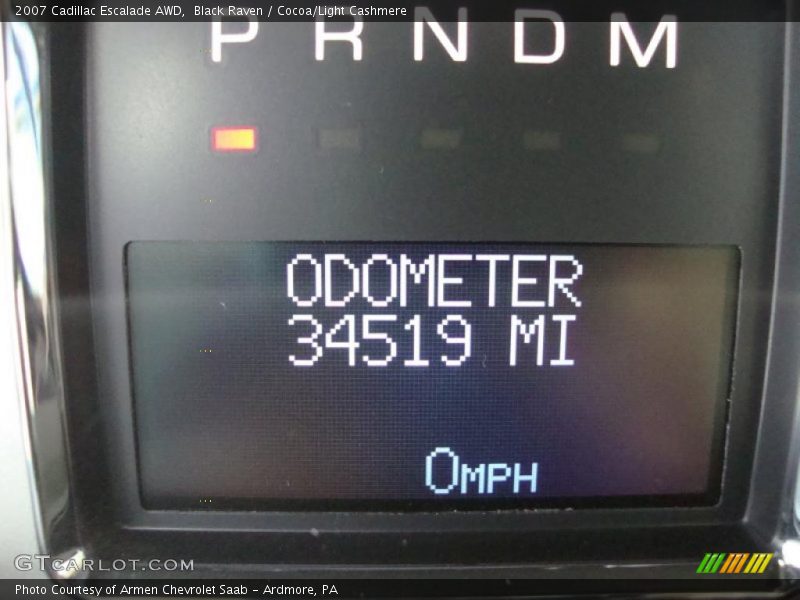 2007 Cadillac Escalade AWD, Black Raven / Cocoa/Light Cashmere
P R N D M
ODOMETER
34519 MI
0MPH
GTCARLOT.COM
Photo Courtesy of Armen Chevrolet Saab - Ardmore, PA